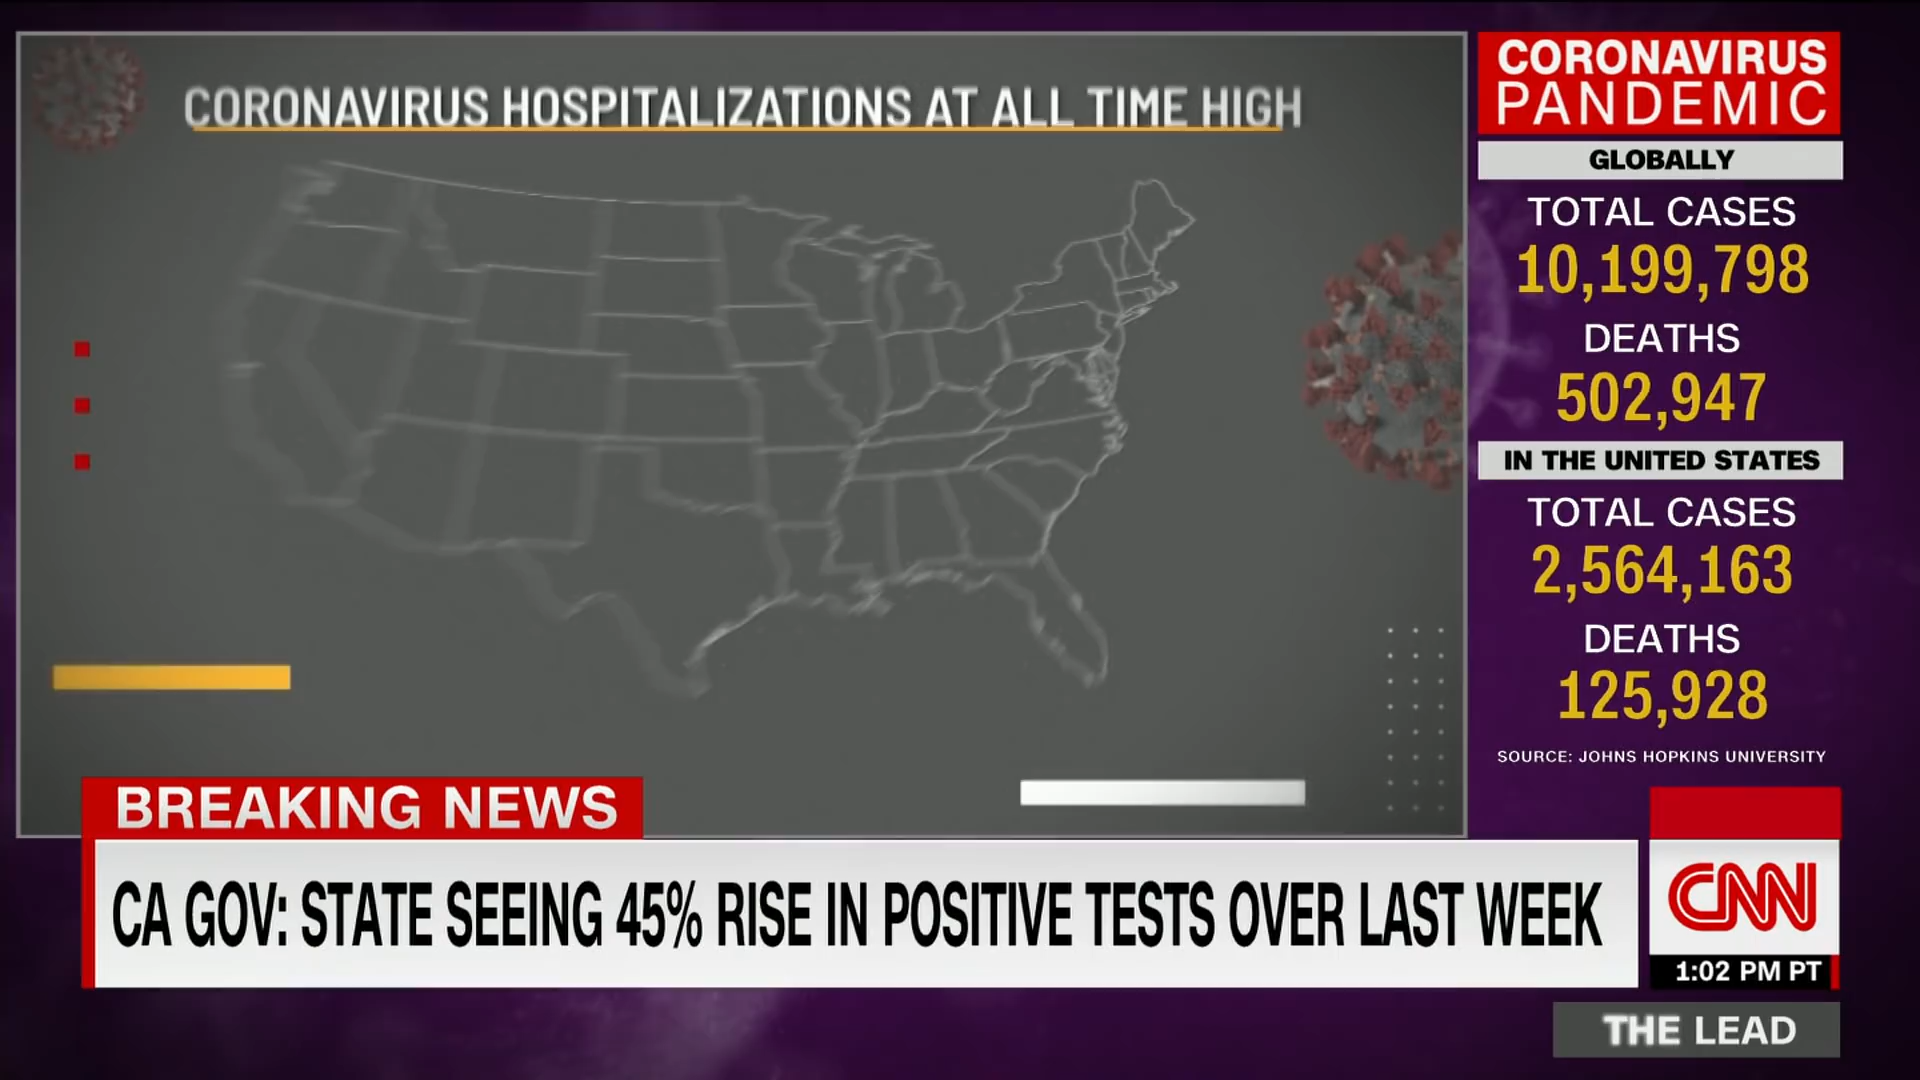 CORONAVIRUS HOSPITALIZATIONS AT ALL TIME HIGH
CORONAVIRUS
PANDEMIC
GLOBALLY
TOTAL CASES
10,199,798
DEATHS
502,947
IN THE UNITED STATES
TOTAL CASES
2,564,163
DEATHS
125,928
SOURCE: JOHNS HOPKINS UNIVERSITY
BREAKING NEWS
CA GOV: STATE SEEING 45% RISE IN POSITIVE TESTS OVER LAST WEEK
CNN
1:02 PM PT
THE LEAD